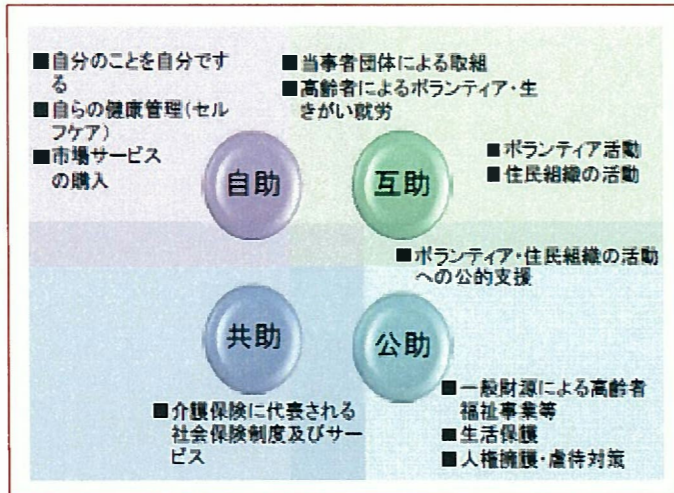 ■自分のことを自分です
る
■自らの健康管理(セル
フケア)
■市場サービス
の購入
■当事者団体による取組
■高齢者によるボランティア・生
きがい就労
■ボランティア活動
■住民組織の活動
自助
互助
■ボランティア・住民組織の活動
への公的支援
共助
公助
■介護保険に代表される
社会保険制度及びサー
ビス
■一般財源による高齢者
福祉事業等
■生活保護
■人権擁護・虐待対策